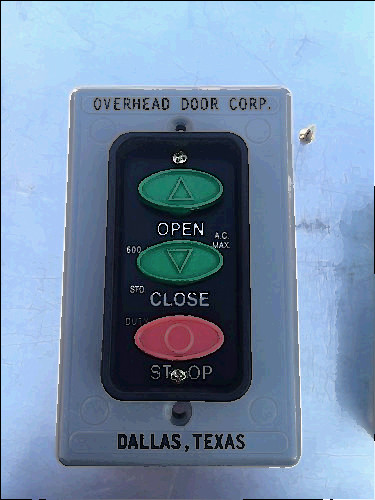 OVERHEAD DOOR CORP.
OPEN
600
A.C.
MAX.
STD
CLOSE
DUTY
STOP
DALLAS, TEXAS